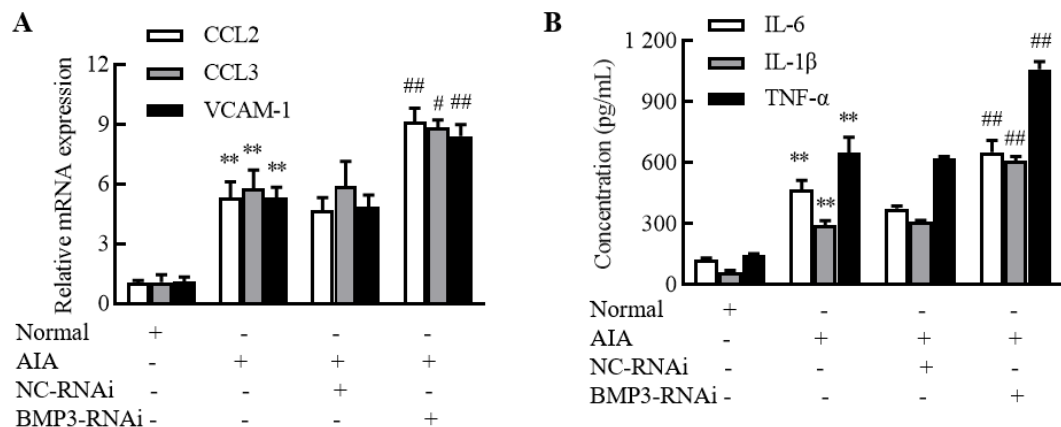 A
CCL2
CCL3
VCAM-1
Relative mRNA expression
12
9
6
3
0
** ** **
## # ##
Normal + - - -
AIA - + + +
NC-RNAi - - + -
BMP3-RNAi - - - +
B
IL-6
IL-1β
TNF-α
Concentration (pg/mL)
1 200
900
600
300
0
** ** **
## ## ##
Normal + - - -
AIA - + + +
NC-RNAi - - + -
BMP3-RNAi - - - +